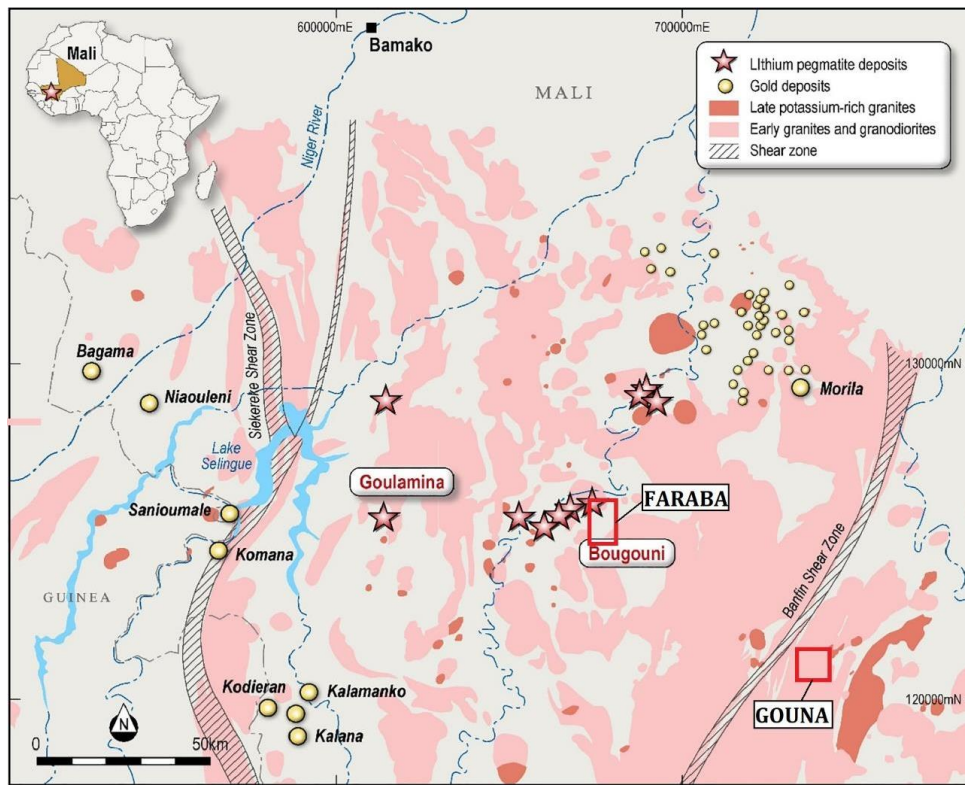 600000mE
700000mE
Mali
Bamako
MALI
LIthium pegmatite deposits
Gold deposits
Late potassium-rich granites
Early granites and granodiorites
Shear zone
Niger River
Siekereke Shear Zone
Bagama
Niaouleni
130000mN
Morila
Lake
Selingue
Goulamina
Sanioumale
FARABA
Komana
Bougouni
GUINEA
Banfin Shear Zone
Kodieran
Kalamanko
120000mN
GOUNA
Kalana
N
0
50km